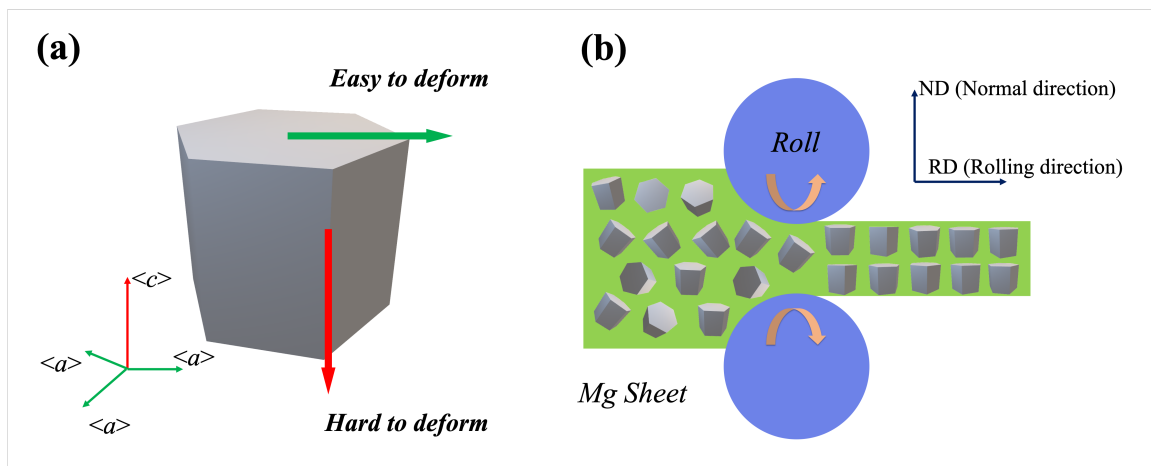 (a)
Easy to deform
<c>
<a>
<a>
<a>
Hard to deform
(b)
Roll
ND (Normal direction)
RD (Rolling direction)
Mg Sheet